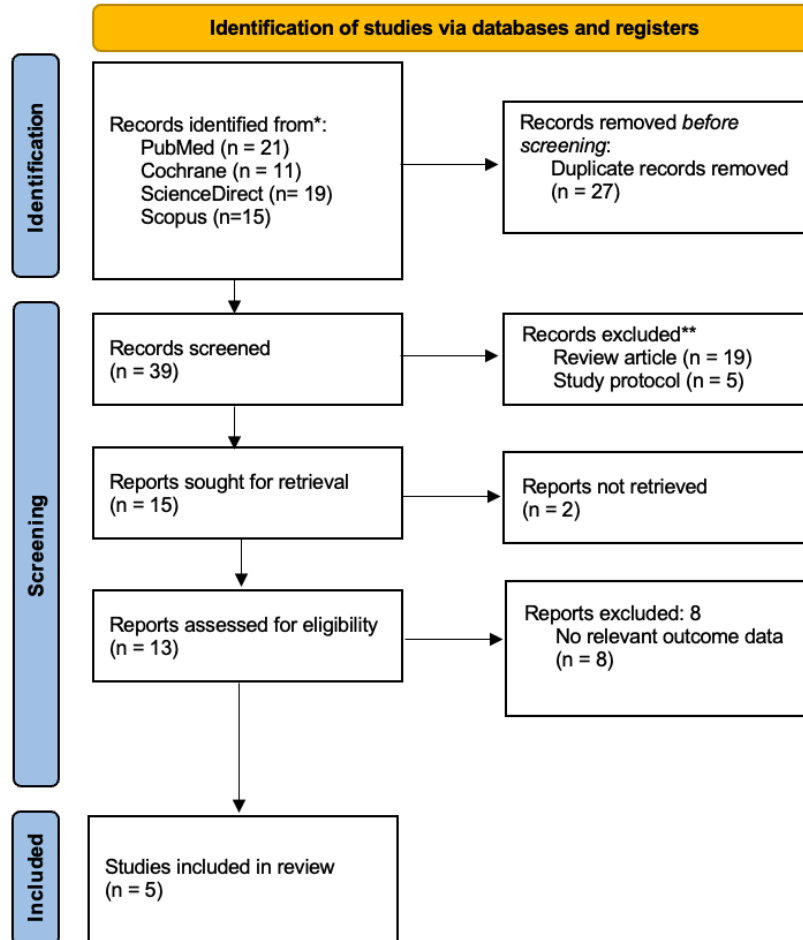 Identification of studies via databases and registers
Identification
Records identified from*:
PubMed (n = 21)
Cochrane (n = 11)
ScienceDirect (n= 19)
Scopus (n=15)
Records removed before
screening:
Duplicate records removed
(n = 27)
Screening
Records screened
(n = 39)
Records excluded**
Review article (n = 19)
Study protocol (n = 5)
Reports sought for retrieval
(n = 15)
Reports not retrieved
(n = 2)
Reports assessed for eligibility
(n = 13)
Reports excluded: 8
No relevant outcome data
(n = 8)
Included
Studies included in review
(n = 5)